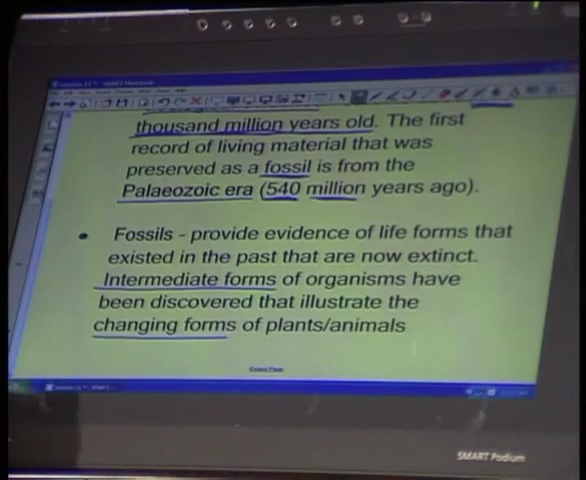 thousand million years old. The first
record of living material that was
preserved as a fossil is from the
Palaeozoic era (540 million years ago).
• Fossils - provide evidence of life forms that
existed in the past that are now extinct.
Intermediate forms of organisms have
been discovered that illustrate the
changing forms of plants/animals
Extend Page
SMART Podium